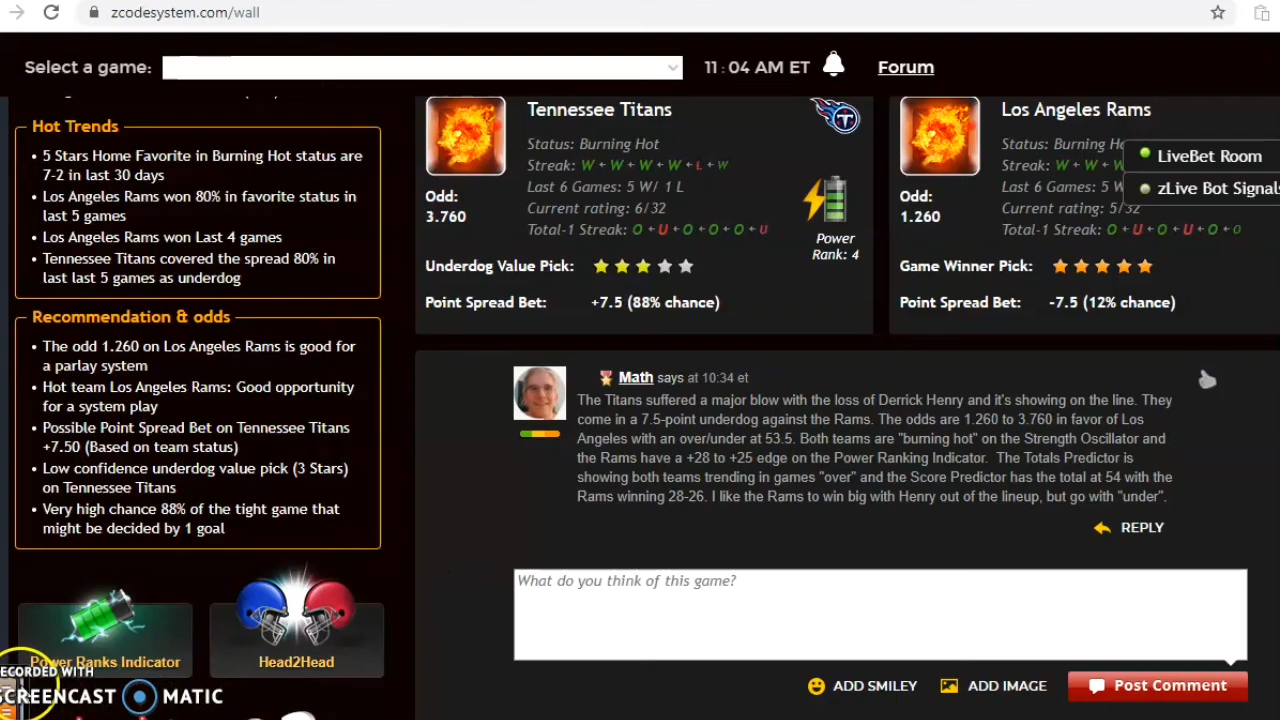 zcodesystem.com/wall
Select a game:
11:04 AM ET
Forum
Hot Trends
• 5 Stars Home Favorite in Burning Hot status are
7-2 in last 30 days
• Los Angeles Rams won 80% in favorite status in
last 5 games
• Los Angeles Rams won Last 4 games
• Tennessee Titans covered the spread 80% in
last last 5 games as underdog
Recommendation & odds
• The odd 1.260 on Los Angeles Rams is good for
a parlay system
• Hot team Los Angeles Rams: Good opportunity
for a system play
• Possible Point Spread Bet on Tennessee Titans
+7.50 (Based on team status)
• Low confidence underdog value pick (3 Stars)
on Tennessee Titans
• Very high chance 88% of the tight game that
might be decided by 1 goal
Power Ranks Indicator
Head2Head
RECORDED WITH
SCREENCAST MATIC
Tennessee Titans
Status: Burning Hot
Streak: W W W W L W
Last 6 Games: 5 W/ 1 L
Current rating: 6/32
Total-1 Streak: O U O O O U
Odd:
3.760
Power
Rank: 4
Underdog Value Pick:
Point Spread Bet: +7.5 (88% chance)
Los Angeles Rams
Status: Burning Ho
Streak: W W W
Last 6 Games: 5 W
Current rating: 5/32
Total-1 Streak: O U O U O O
Odd:
1.260
Game Winner Pick:
Point Spread Bet: -7.5 (12% chance)
LiveBet Room
zLive Bot Signals
Math says at 10:34 et
The Titans suffered a major blow with the loss of Derrick Henry and it's showing on the line. They
come in a 7.5-point underdog against the Rams. The odds are 1.260 to 3.760 in favor of Los
Angeles with an over/under at 53.5. Both teams are "burning hot" on the Strength Oscillator and
the Rams have a +28 to +25 edge on the Power Ranking Indicator. The Totals Predictor is
showing both teams trending in games "over" and the Score Predictor has the total at 54 with the
Rams winning 28-26. I like the Rams to win big with Henry out of the lineup, but go with "under".
REPLY
What do you think of this game?
ADD SMILEY
ADD IMAGE
Post Comment